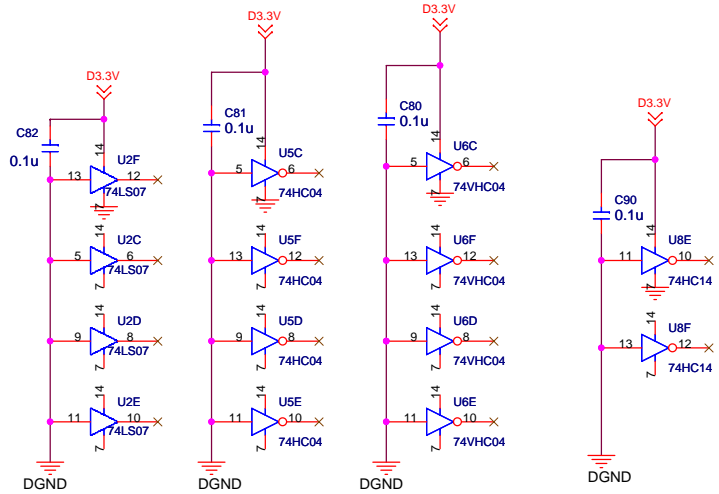 D3.3V
C82
0.1u
14
U2F
13
12
74LS07
7
14
U2C
5
6
74LS07
7
14
U2D
9
8
74LS07
7
14
U2E
11
10
74LS07
7
DGND
D3.3V
C81
0.1u
14
U5C
5
6
74HC04
7
14
U5F
13
12
74HC04
7
14
U5D
9
8
74HC04
7
14
U5E
11
10
74HC04
7
DGND
D3.3V
C80
0.1u
14
U6C
5
6
74VHC04
7
14
U6F
13
12
74VHC04
7
14
U6D
9
8
74VHC04
7
14
U6E
11
10
74VHC04
7
DGND
D3.3V
C90
0.1u
14
U8E
11
10
74HC14
7
14
U8F
13
12
74HC14
7
DGND